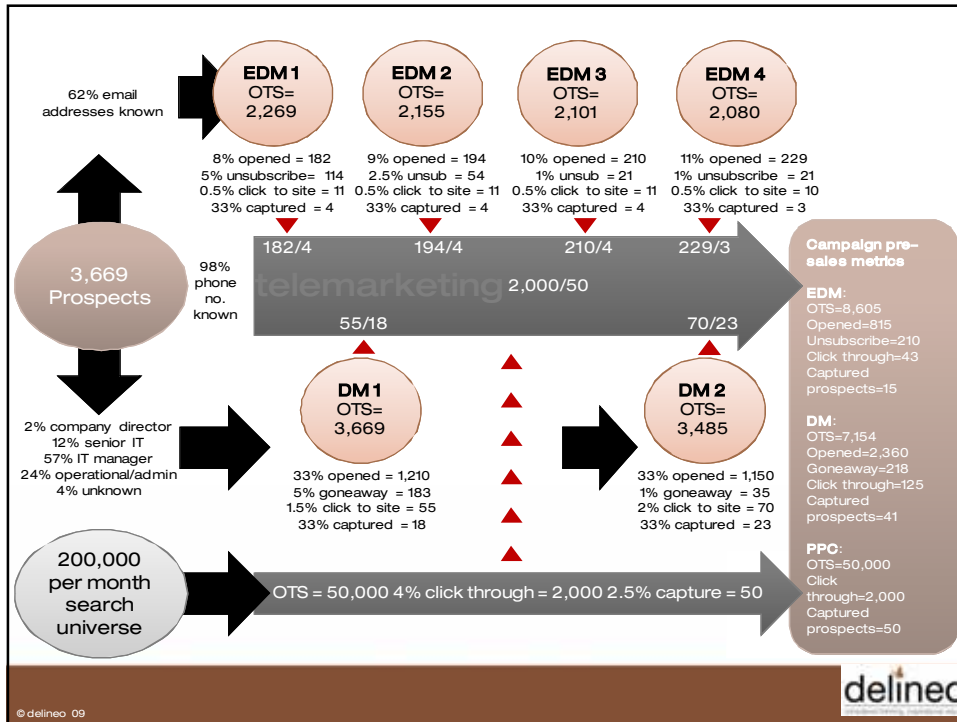 62% email
addresses known
EDM 1
OTS=
2,269
EDM 2
OTS=
2,155
EDM 3
OTS=
2,101
EDM 4
OTS=
2,080
8% opened = 182
5% unsubscribe= 114
0.5% click to site = 11
33% captured = 4
9% opened = 194
2.5% unsub = 54
0.5% click to site = 11
33% captured = 4
10% opened = 210
1% unsub = 21
0.5% click to site = 11
33% captured = 4
11% opened = 229
1% unsubscribe = 21
0.5% click to site = 10
33% captured = 3
3,669
Prospects
98%
phone
no.
known
182/4
194/4
210/4
229/3
telemarketing
2,000/50
55/18
70/23
2% company director
12% senior IT
57% IT manager
24% operational/admin
4% unknown
DM 1
OTS=
3,669
33% opened = 1,210
5% goneaway = 183
1.5% click to site = 55
33% captured = 18
DM 2
OTS=
3,485
33% opened = 1,150
1% goneaway = 35
2% click to site = 70
33% captured = 23
200,000
per month
search
universe
OTS = 50,000 4% click through = 2,000 2.5% capture = 50
Campaign pre-
sales metrics
EDM:
OTS=8,605
Opened=815
Unsubscribe=210
Click through=43
Captured
prospects=15
DM:
OTS=7,154
Opened=2,360
Goneaway=218
Click through=125
Captured
prospects=41
PPC:
OTS=50,000
Click
through=2,000
Captured
prospects=50
© delineo 09
delineo